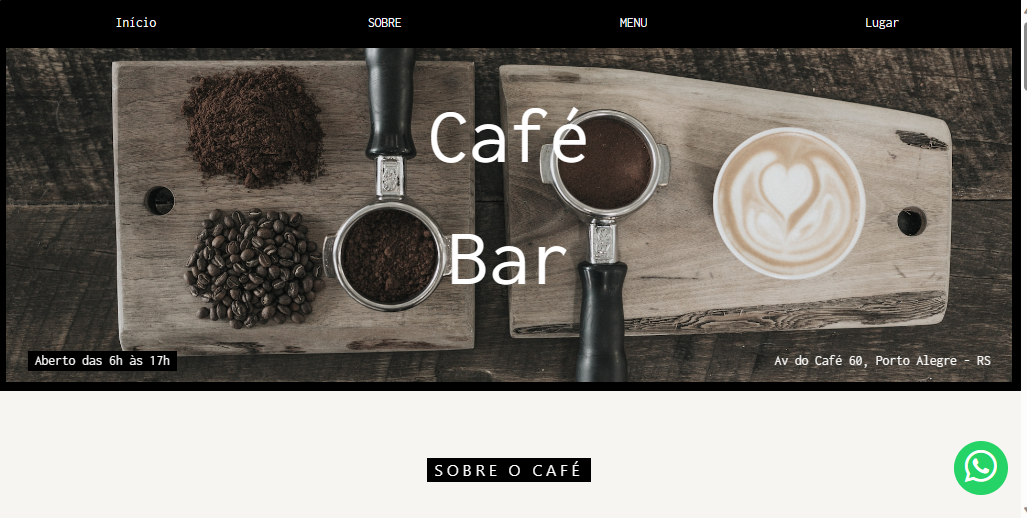 Início
SOBRE
MENU
Lugar
Café
Bar
Aberto das 6h às 17h
Av do Café 60, Porto Alegre - RS
SOBRE O CAFÉ